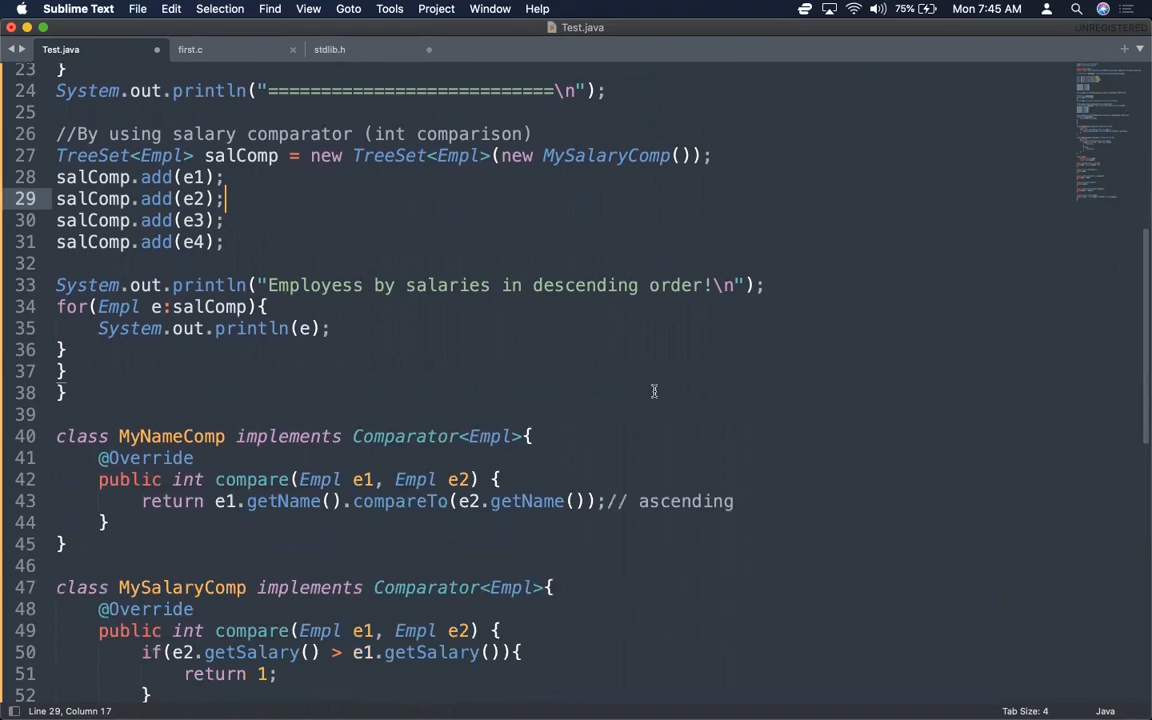 Sublime Text File Edit Selection Find View Goto Tools Project Window Help 75% Mon 7:45 AM
Test.java UNREGISTERED
Test.java first.c stdlib.h
23 }
24 System.out.println("===========================\n");
25
26 //By using salary comparator (int comparison)
27 TreeSet<Empl> salComp = new TreeSet<Empl>(new MySalaryComp());
28 salComp.add(e1);
29 salComp.add(e2);
30 salComp.add(e3);
31 salComp.add(e4);
32
33 System.out.println("Employess by salaries in descending order!\n");
34 for(Empl e:salComp){
35 System.out.println(e);
36 }
37 }
38 }
39
40 class MyNameComp implements Comparator<Empl>{
41 @Override
42 public int compare(Empl e1, Empl e2) {
43 return e1.getName().compareTo(e2.getName());// ascending
44 }
45 }
46
47 class MySalaryComp implements Comparator<Empl>{
48 @Override
49 public int compare(Empl e1, Empl e2) {
50 if(e2.getSalary() > e1.getSalary()){
51 return 1;
52 }
Line 29, Column 17 Tab Size: 4 Java